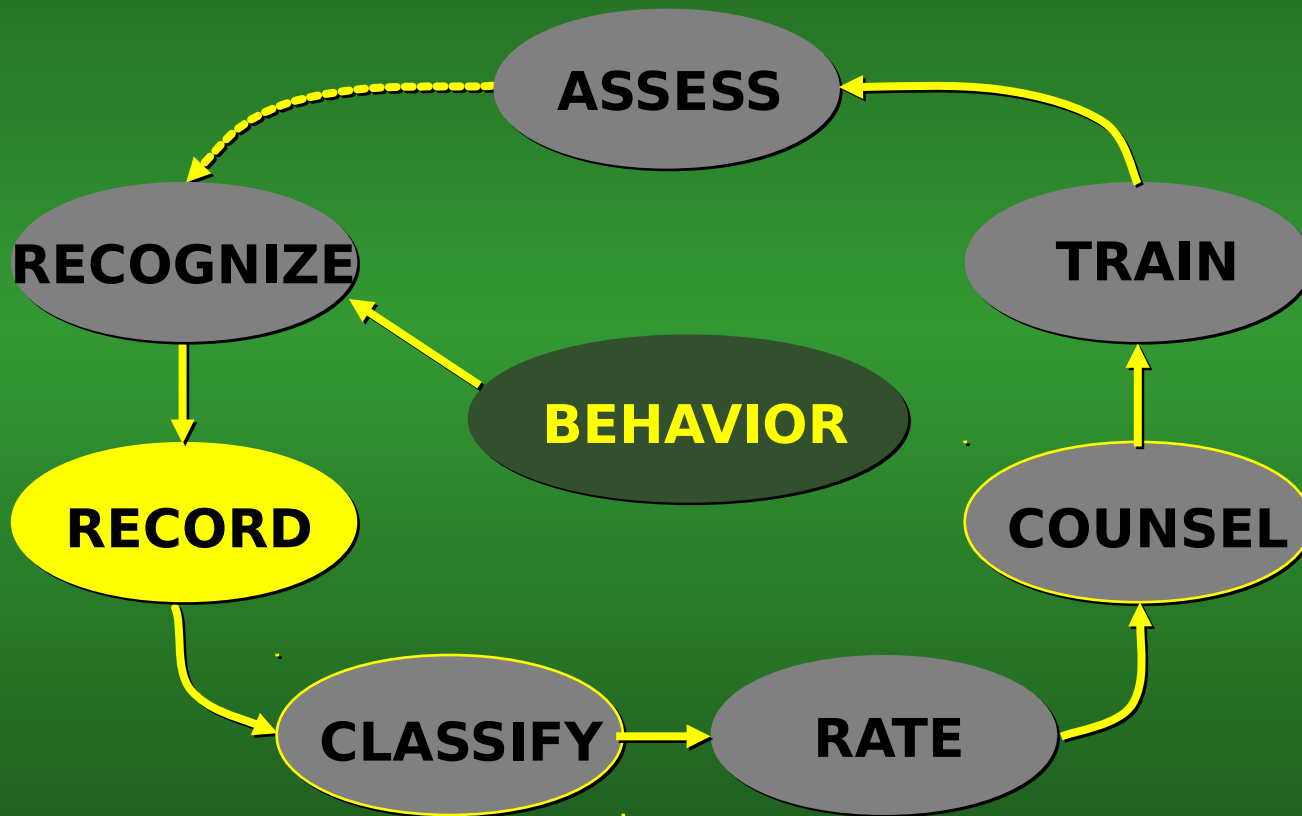 ASSESS
RECOGNIZE
TRAIN
BEHAVIOR
RECORD
COUNSEL
CLASSIFY
RATE